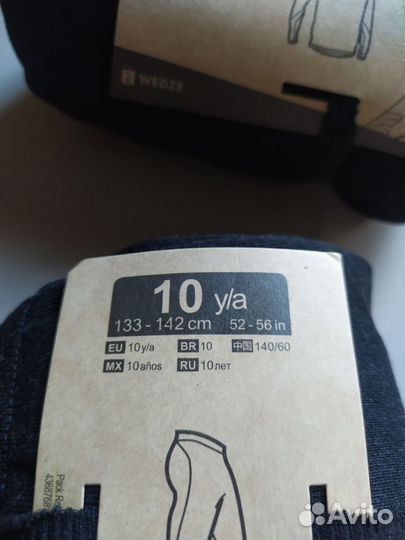 WEDZE
10 y/a
133 - 142 cm 52 - 56 in
EU 10 y/a BR 10 中国 140/60
MX 10 años RU 10 лет
Pack
Avito